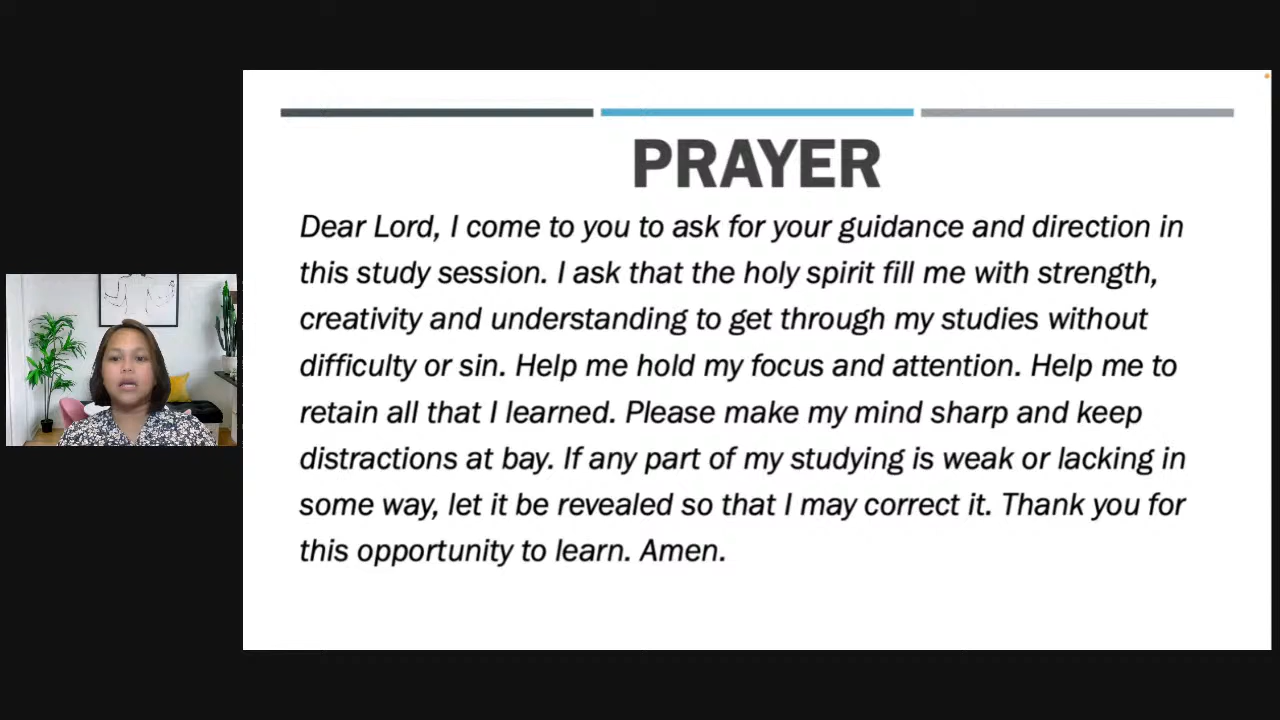 PRAYER
Dear Lord, I come to you to ask for your guidance and direction in
this study session. I ask that the holy spirit fill me with strength,
creativity and understanding to get through my studies without
difficulty or sin. Help me hold my focus and attention. Help me to
retain all that I learned. Please make my mind sharp and keep
distractions at bay. If any part of my studying is weak or lacking in
some way, let it be revealed so that I may correct it. Thank you for
this opportunity to learn. Amen.